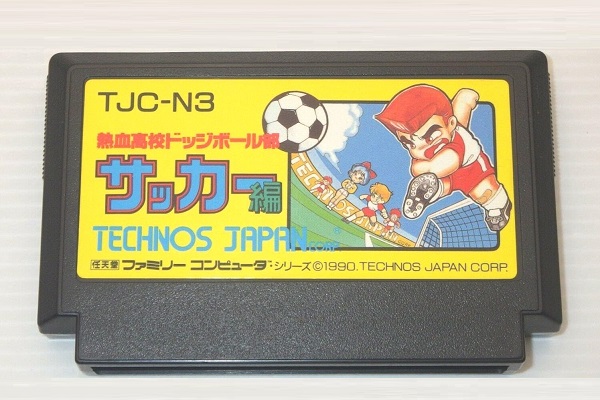 TJC-N3
熱血高校ドッジボール部
サッカー編
TECHNOS JAPAN CORP.
任天堂 ファミリーコンピュータ シリーズ ©1990. TECHNOS JAPAN CORP.